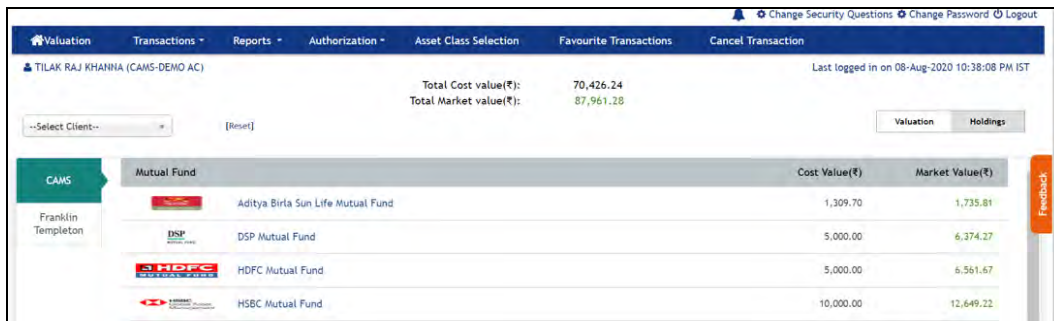 Change Security Questions Change Password Logout
Valuation Transactions Reports Authorization Asset Class Selection Favourite Transactions Cancel Transaction
TILAK RAJ KHANNA (CAMS-DEMO AC) Last logged in on 08-Aug-2020 10:38:08 PM IST
Total Cost value(₹): 70,426.24
Total Market value(₹): 87,961.28
--Select Client-- [Reset] Valuation Holdings
CAMS Mutual Fund Cost Value(₹) Market Value(₹)
Feedback
Aditya Birla Sun Life Mutual Fund 1,309.70 1,735.81
Franklin Templeton
DSP DSP Mutual Fund 5,000.00 6,374.27
HDFC MUTUAL FUND HDFC Mutual Fund 5,000.00 6,561.67
HSBC HSBC Mutual Fund 10,000.00 12,649.22